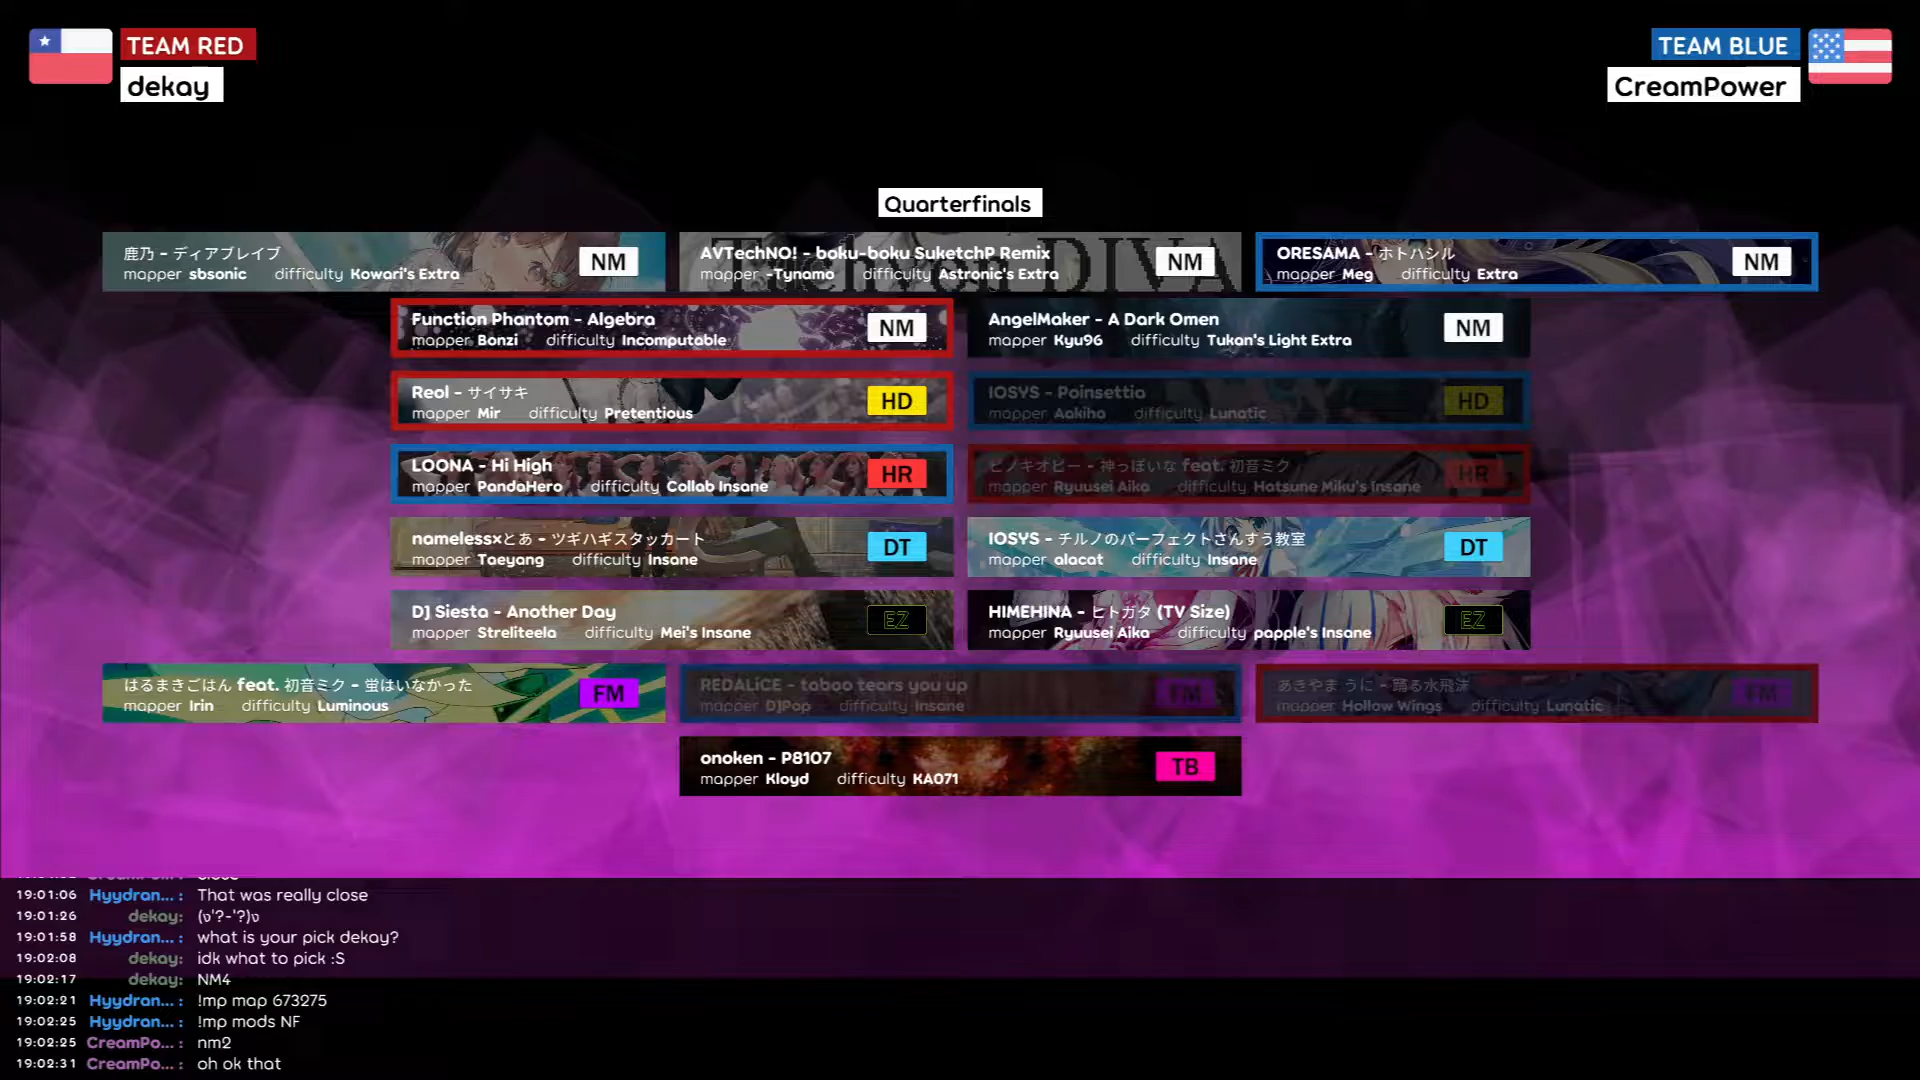 TEAM RED
dekay
TEAM BLUE
CreamPower
Quarterfinals
鹿乃 - ディアブレイブ
mapper sbsonic difficulty Kowari's Extra
NM
AVTechNO! - boku-boku SuketchP Remix
mapper -Tynamo difficulty Astronic's Extra
NM
ORESAMA - ホトハシル
mapper Meg difficulty Extra
NM
Function Phantom - Algebra
mapper Bonzi difficulty Incomputable
NM
AngelMaker - A Dark Omen
mapper Kyu96 difficulty Tukan's Light Extra
NM
Reol - サイサキ
mapper Mir difficulty Pretentious
HD
IOSYS - Poinsettia
mapper Aakiha difficulty Lunatic
HD
LOONA - Hi High
mapper PandaHero difficulty Collab Insane
HR
ピノキオピー - 神っぽいな feat. 初音ミク
mapper Ryuusei Aika difficulty Hatsune Miku's Insane
HR
nameless×とあ - ツギハギスタッカート
mapper Taeyang difficulty Insane
DT
IOSYS - チルノのパーフェクトさんすう教室
mapper alacat difficulty Insane
DT
DJ Siesta - Another Day
mapper Streliteela difficulty Mei's Insane
EZ
HIMEHINA - ヒトガタ (TV Size)
mapper Ryuusei Aika difficulty papple's Insane
EZ
はるまきごはん feat. 初音ミク - 蛍はいなかった
mapper Irin difficulty Luminous
FM
REDALiCE - taboo tears you up
mapper DJPop difficulty Insane
FM
あきやま うに - 踊る水飛沫
mapper Hollow Wings difficulty Lunatic
FM
onoken - P8107
mapper Kloyd difficulty KA071
TB
19:01:06 Hyydran... : That was really close
19:01:26 dekay: (ง'?-'?)ง
19:01:58 Hyydran... : what is your pick dekay?
19:02:08 dekay: idk what to pick :S
19:02:17 dekay: NM4
19:02:21 Hyydran... : !mp map 673275
19:02:25 Hyydran... : !mp mods NF
19:02:25 CreamPo... : nm2
19:02:31 CreamPo... : oh ok that